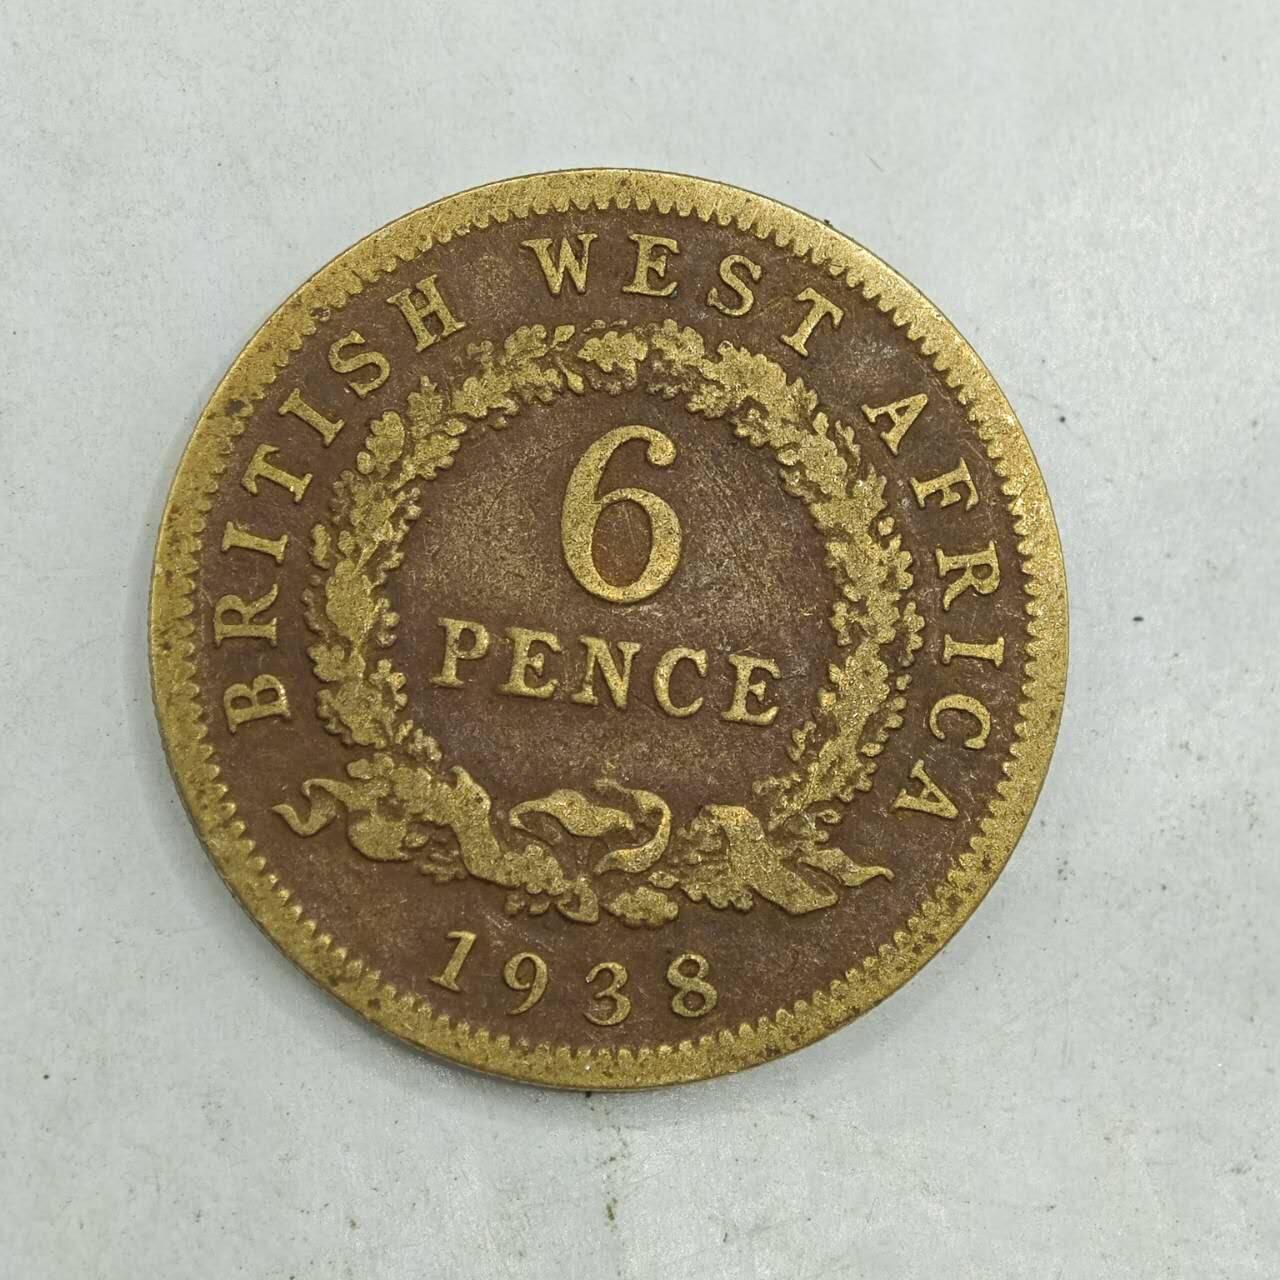 BRITISH WEST AFRICA
6
PENCE
1938